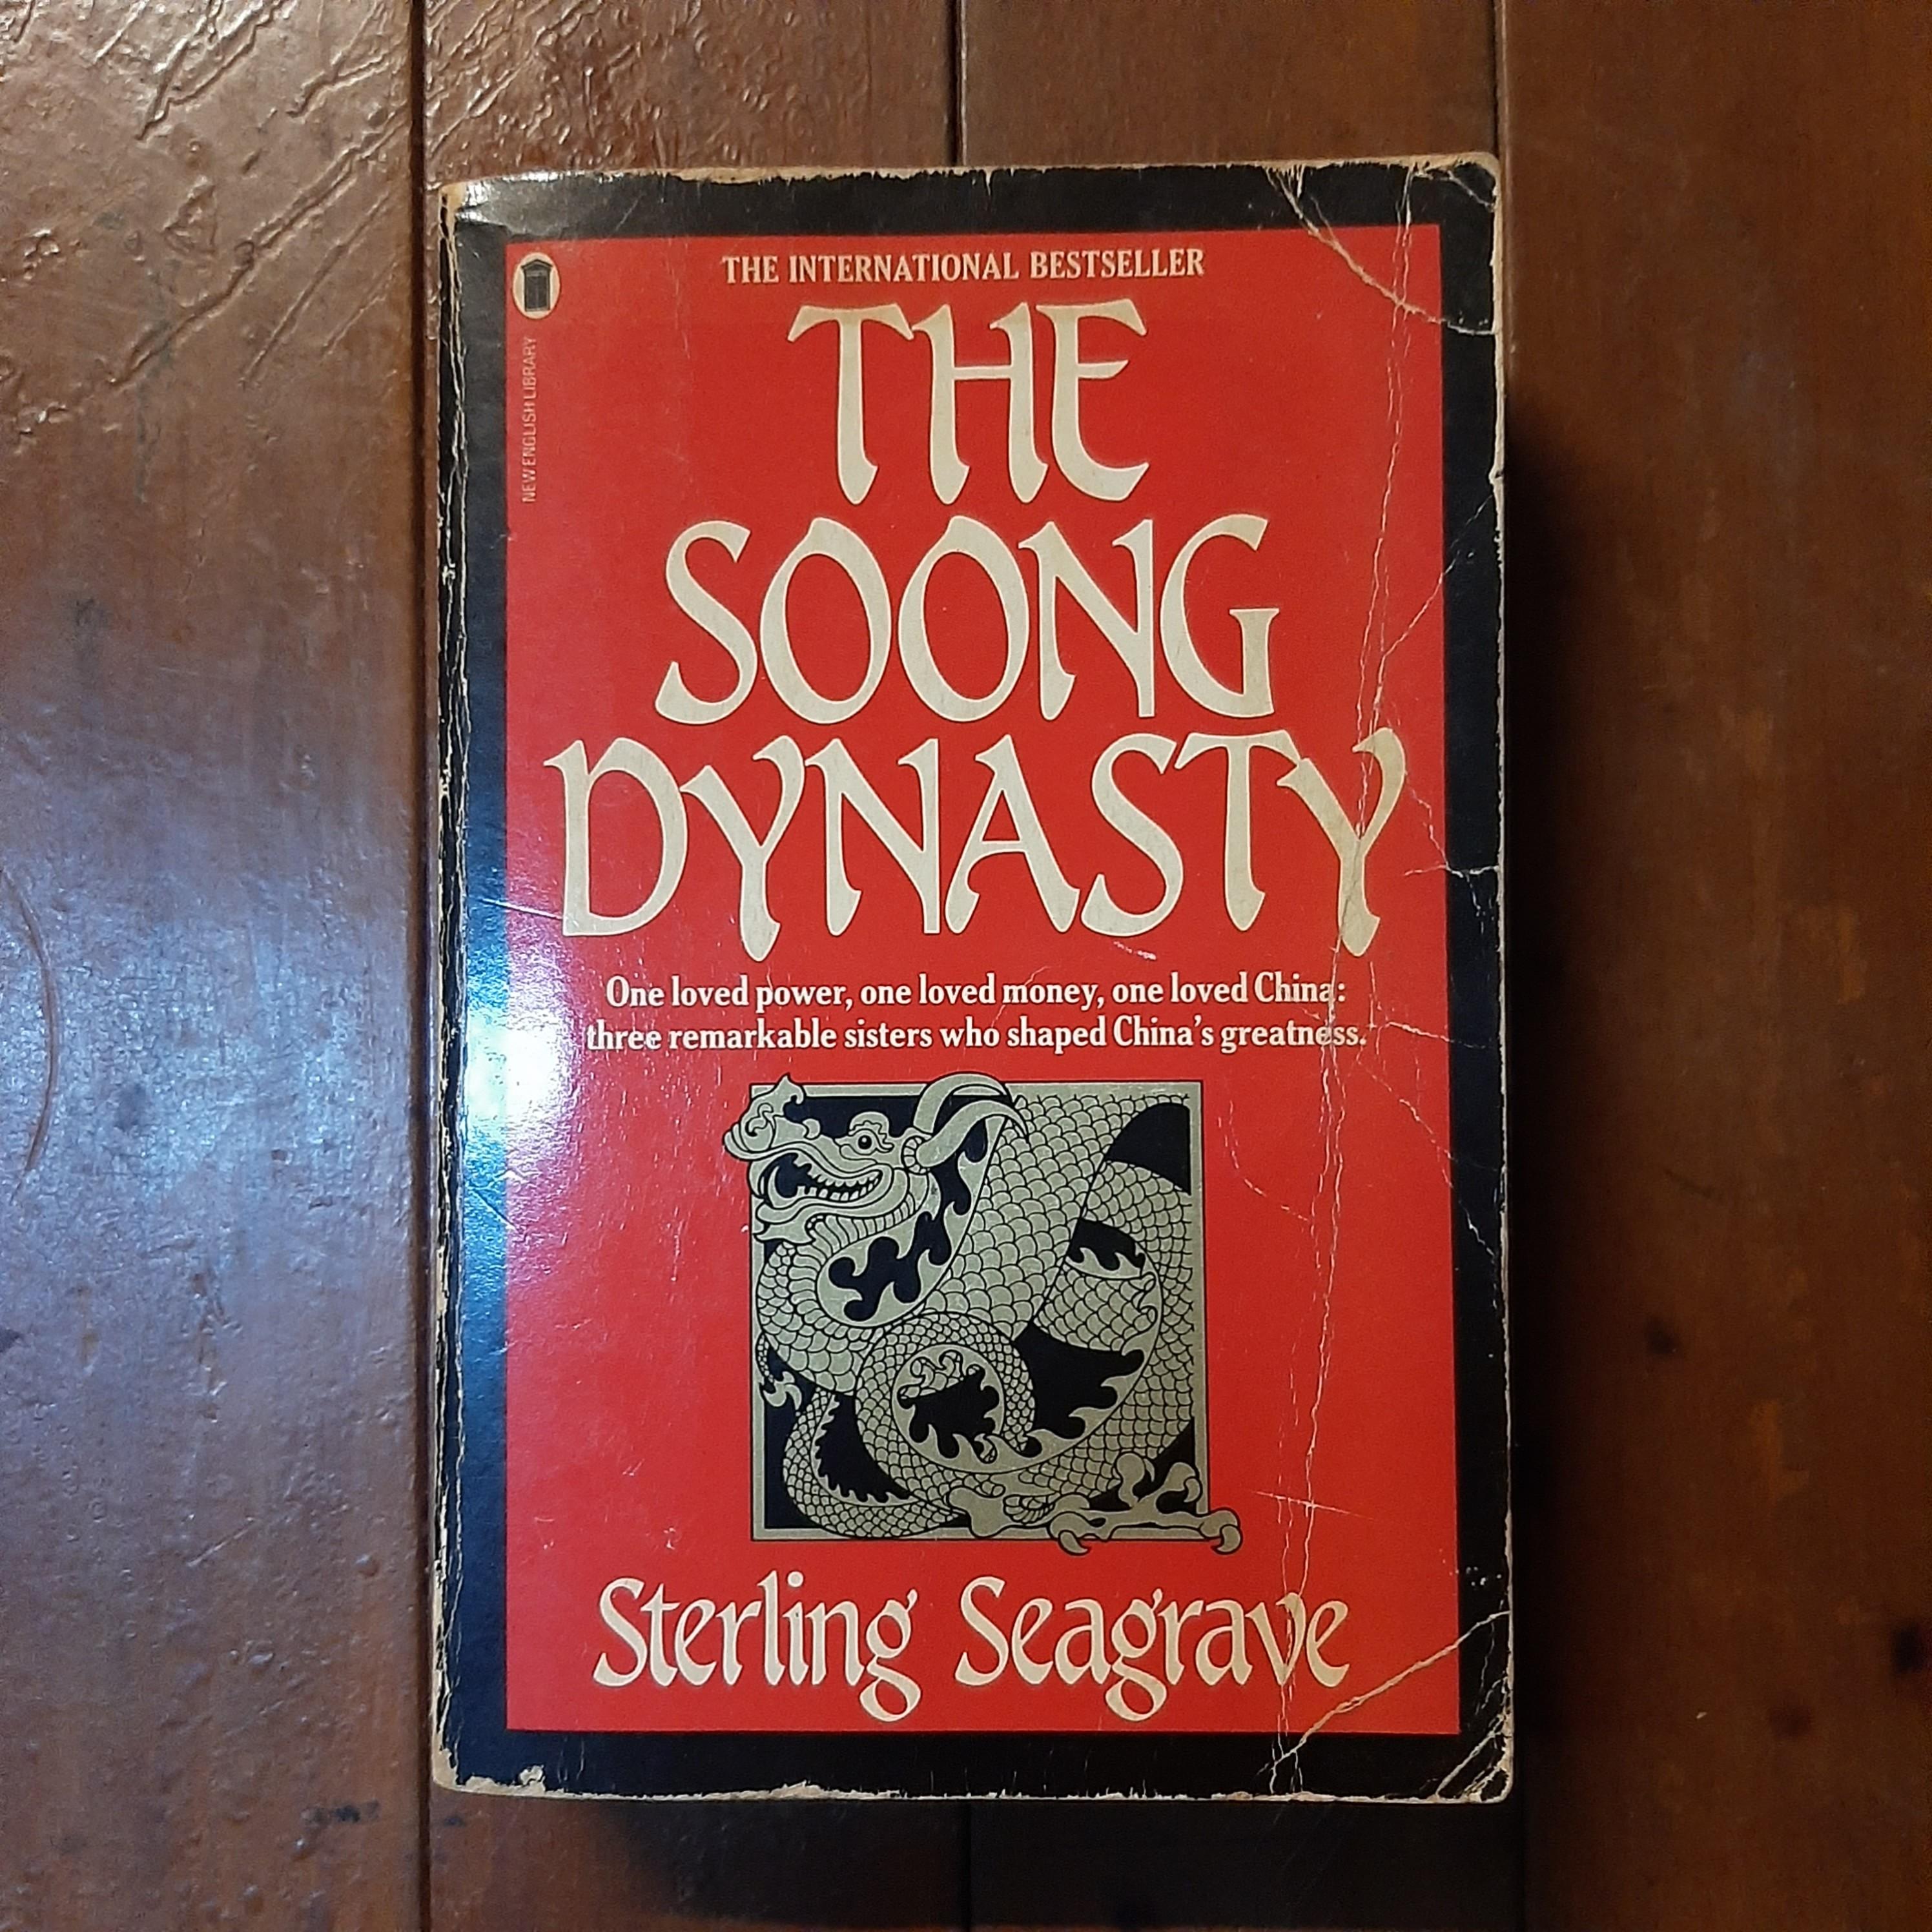 THE INTERNATIONAL BESTSELLER
NEW ENGLISH LIBRARY
THE
SOONG
DYNASTY
One loved power, one loved money, one loved China:
three remarkable sisters who shaped China's greatness.
Sterling Seagrave